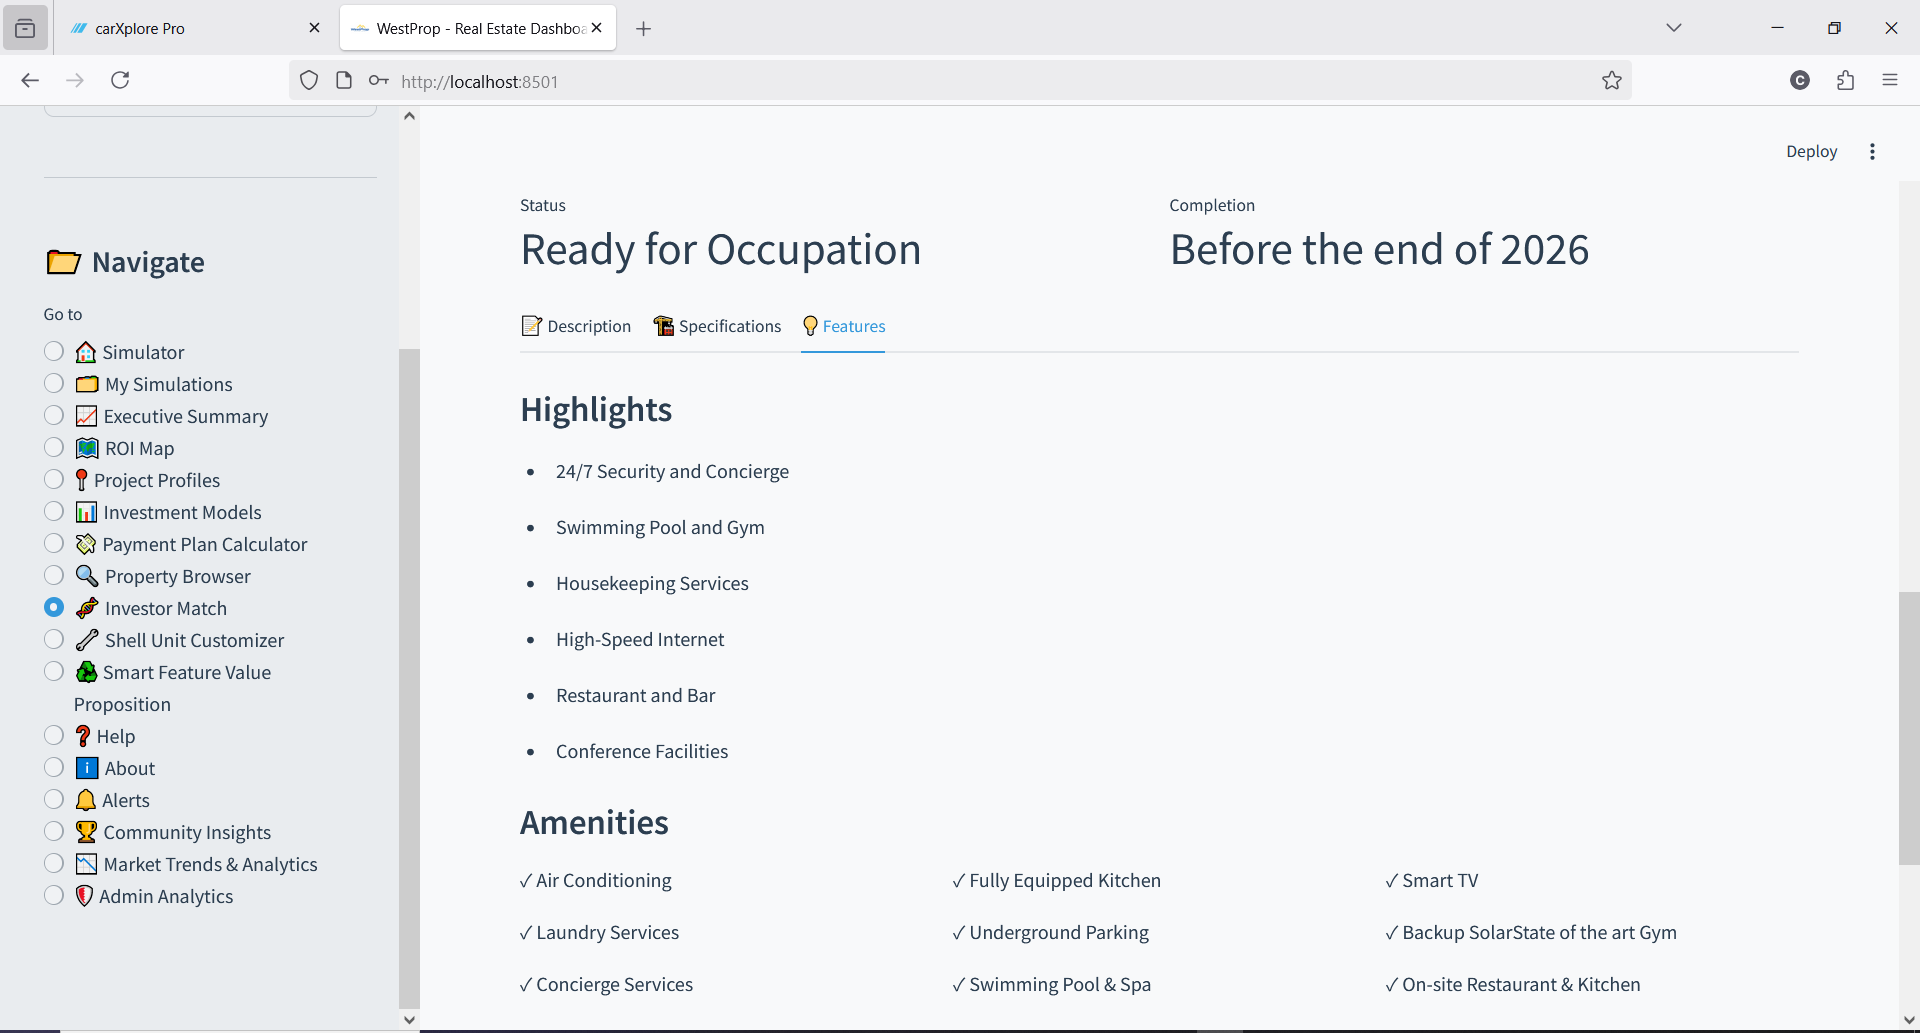 carXplore Pro
WestProp - Real Estate Dashboa
http://localhost:8501
C
Deploy
Navigate
Go to
Simulator
My Simulations
Executive Summary
ROI Map
Project Profiles
Investment Models
Payment Plan Calculator
Property Browser
Investor Match
Shell Unit Customizer
Smart Feature Value
Proposition
Help
About
Alerts
Community Insights
Market Trends & Analytics
Admin Analytics
Status
Ready for Occupation
Completion
Before the end of 2026
Description Specifications Features
Highlights
• 24/7 Security and Concierge
• Swimming Pool and Gym
• Housekeeping Services
• High-Speed Internet
• Restaurant and Bar
• Conference Facilities
Amenities
✓ Air Conditioning ✓ Fully Equipped Kitchen ✓ Smart TV
✓ Laundry Services ✓ Underground Parking ✓ Backup SolarState of the art Gym
✓ Concierge Services ✓ Swimming Pool & Spa ✓ On-site Restaurant & Kitchen